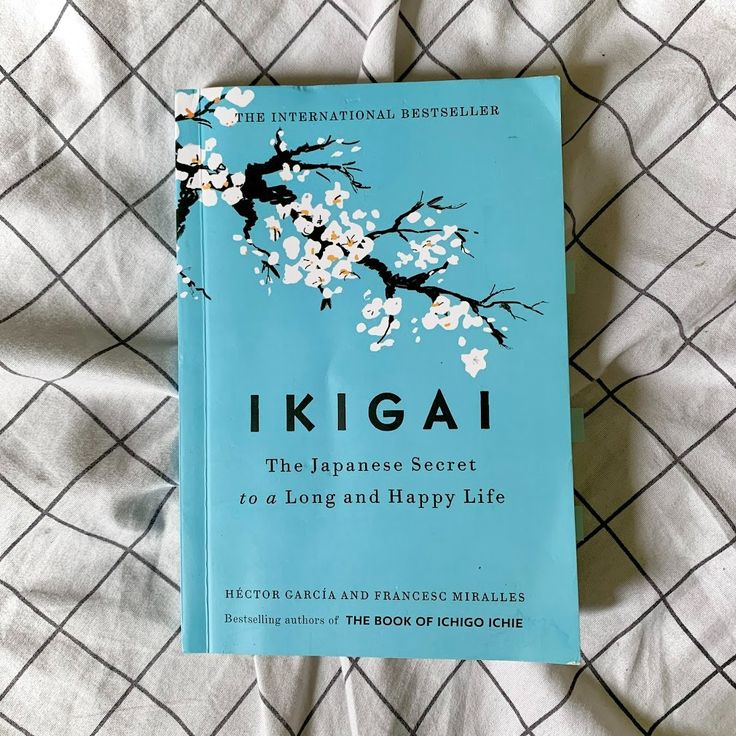 THE INTERNATIONAL BESTSELLER
IKIGAI
The Japanese Secret
to a Long and Happy Life
HÉCTOR GARCÍA AND FRANCESC MIRALLES
Bestselling authors of THE BOOK OF ICHIGO ICHIE